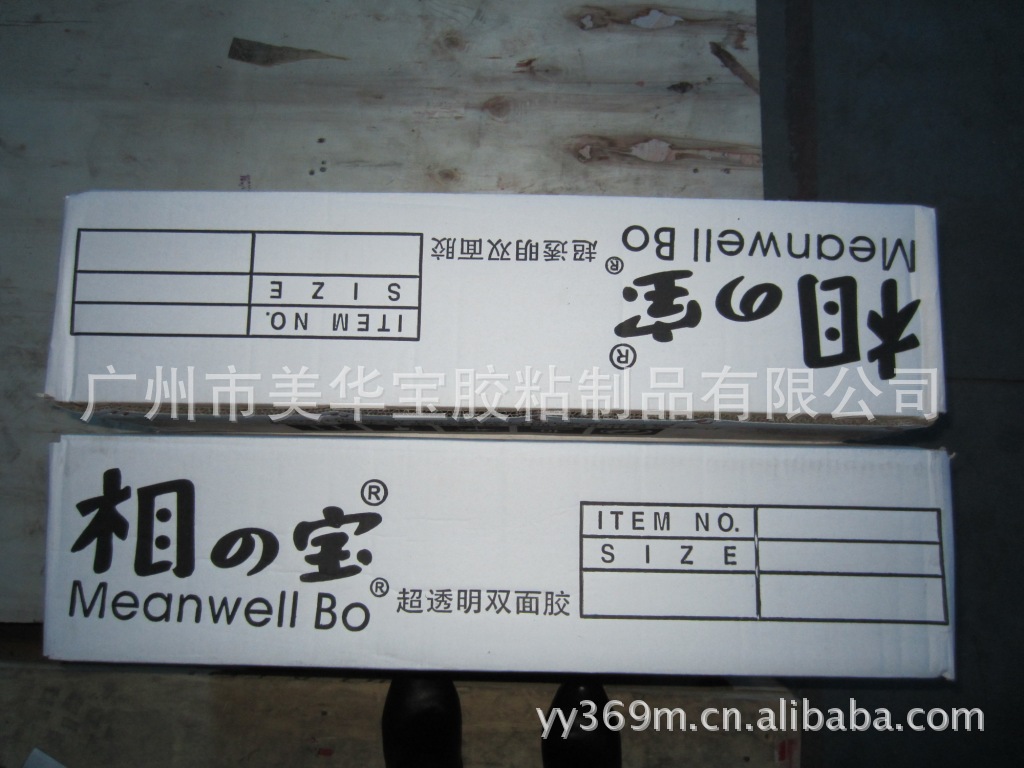 超透明双面胶
Meanwell Bo®
相の宝®
SIZE
ITEM NO.
广州市美华宝胶粘制品有限公司
相の宝®
Meanwell Bo®
超透明双面胶
ITEM NO.
SIZE
yy369m.cn.alibaba.com